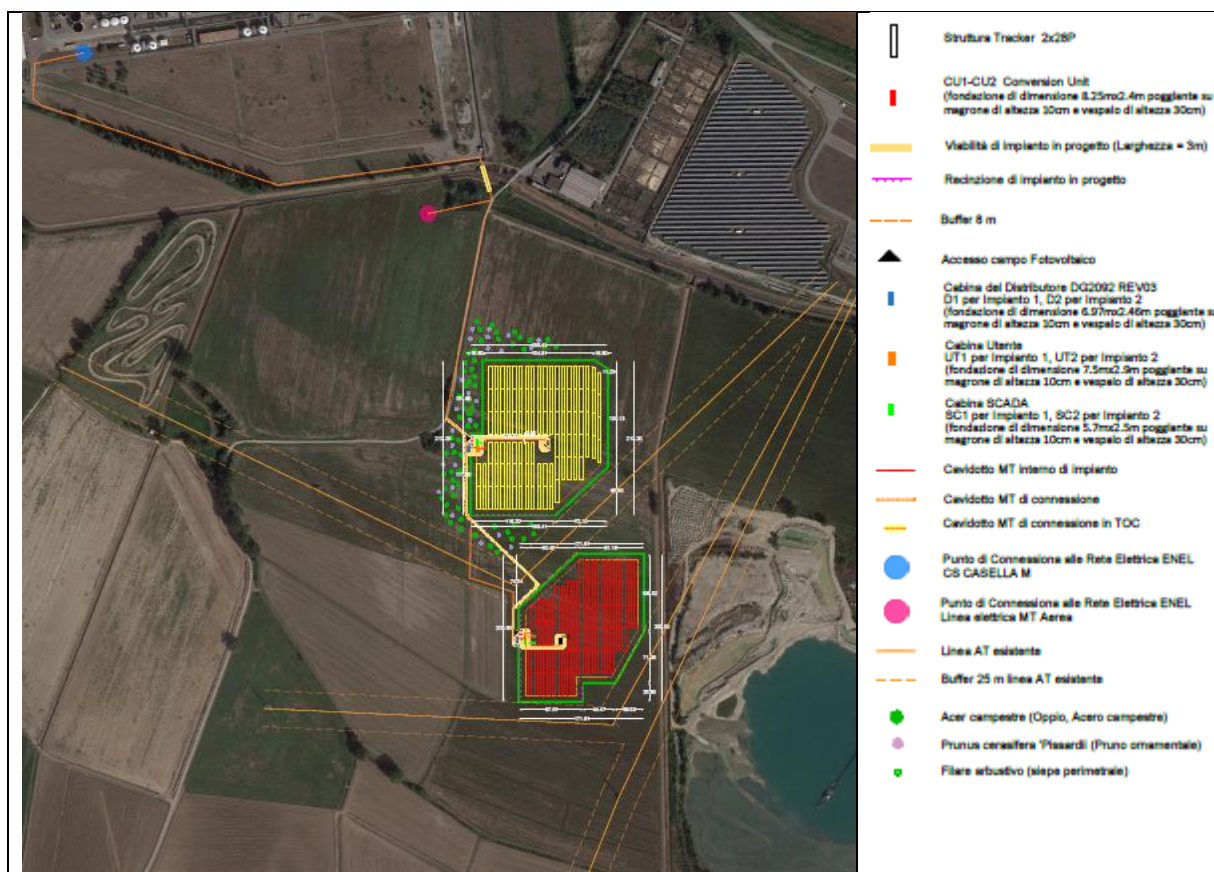 Struttura Tracker 2x28P
CU1-CU2 Conversion Unit
(fondazione di dimensione 8.25mx2.4m poggiante su
magrone di altezza 10cm e vespaio di altezza 30cm)
Viabilità di impianto in progetto (Larghezza = 3m)
Recinzione di impianto in progetto
Buffer 8 m
Accesso campo Fotovoltaico
Cabina del Distributore DG2092 REV03
D1 per Impianto 1, D2 per Impianto 2
(fondazione di dimensione 6.97mx2.46m poggiante su
magrone di altezza 10cm e vespaio di altezza 30cm)
Cabina Utente
UT1 per Impianto 1, UT2 per Impianto 2
(fondazione di dimensione 7.5mx2.9m poggiante su
magrone di altezza 10cm e vespaio di altezza 30cm)
Cabina SCADA
SC1 per Impianto 1, SC2 per Impianto 2
(fondazione di dimensione 5.7mx2.5m poggiante su
magrone di altezza 10cm e vespaio di altezza 30cm)
Cavidotto MT interno di impianto
Cavidotto MT di connessione
Cavidotto MT di connessione in TOC
Punto di Connessiona alle Rete Elettrica ENEL
CS CASELLA M
Punto di Connessiona alle Rete Elettrica ENEL
Linea elettrica MT Aerea
Linea AT esistente
Buffer 25 m linea AT esistente
Acer campestre (Oppio, Acero campestre)
Prunus cerasifera 'Pissardi (Pruno ornamentale)
Filare arbustivo (siepe perimetrale)